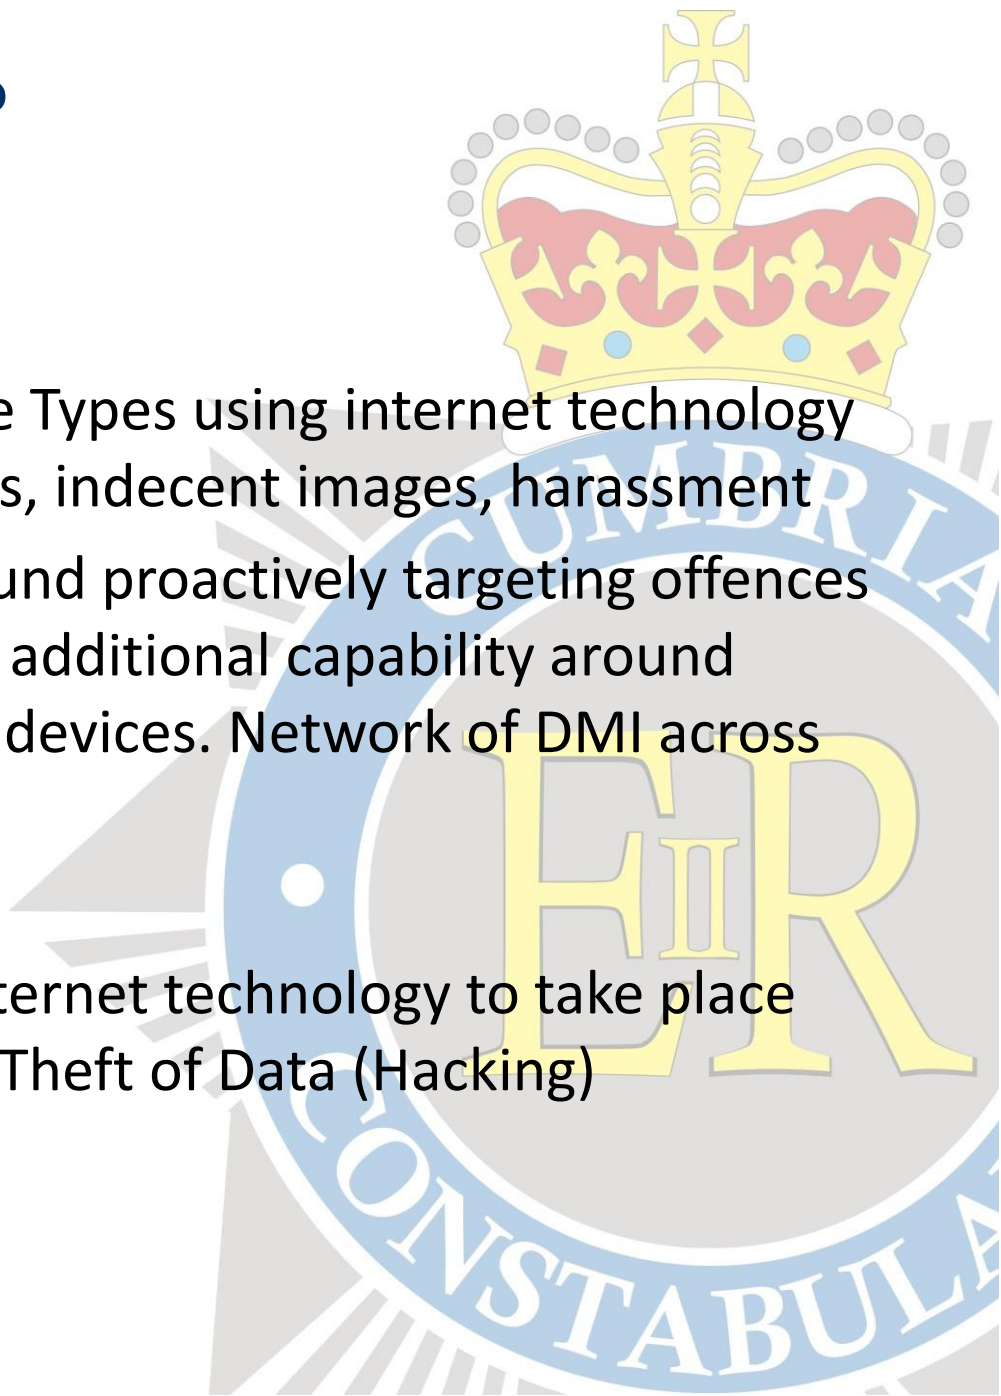 e Types using internet technology
s, indecent images, harassment
und proactively targeting offences
additional capability around
devices. Network of DMI across
ternet technology to take place
Theft of Data (Hacking)
CUMBRIA
EIIR
CONSTABULA